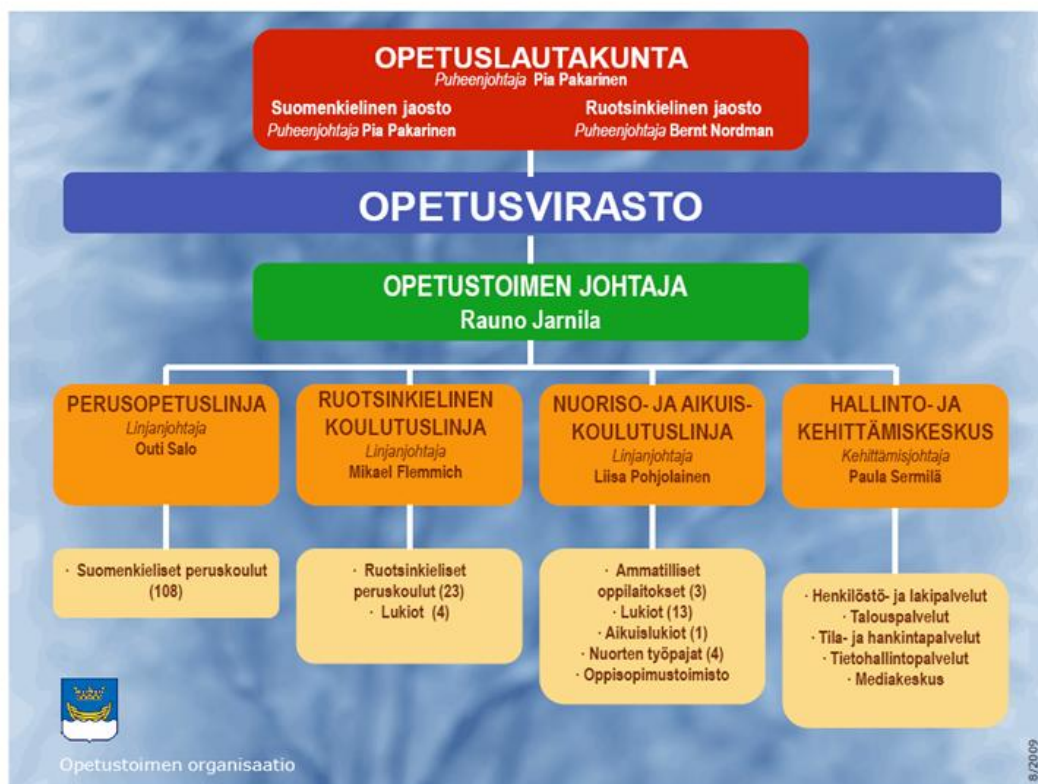 OPETUSLAUTAKUNTA
Puheenjohtaja Pia Pakarinen
Suomenkielinen jaosto
Puheenjohtaja Pia Pakarinen
Ruotsinkielinen jaosto
Puheenjohtaja Bernt Nordman
OPETUSVIRASTO
OPETUSTOIMEN JOHTAJA
Rauno Jarnila
PERUSOPETUSLINJA
Linjanjohtaja
Outi Salo
RUOTSINKIELINEN
KOULUTUSLINJA
Linjanjohtaja
Mikael Flemmich
NUORISO- JA AIKUIS-
KOULUTUSLINJA
Linjanjohtaja
Liisa Pohjolainen
HALLINTO- JA
KEHITTÄMISKESKUS
Kehittämisjohtaja
Paula Sermilä
· Suomenkieliset peruskoulut
(108)
· Ruotsinkieliset
peruskoulut (23)
· Lukiot (4)
· Ammatilliset
oppilaitokset (3)
· Lukiot (13)
· Aikuislukiot (1)
· Nuorten työpajat (4)
· Oppisopimustoimisto
· Henkilöstö- ja lakipalvelut
· Talouspalvelut
· Tila- ja hankintapalvelut
· Tietohallintopalvelut
· Mediakeskus
Opetustoimen organisaatio
8/2009